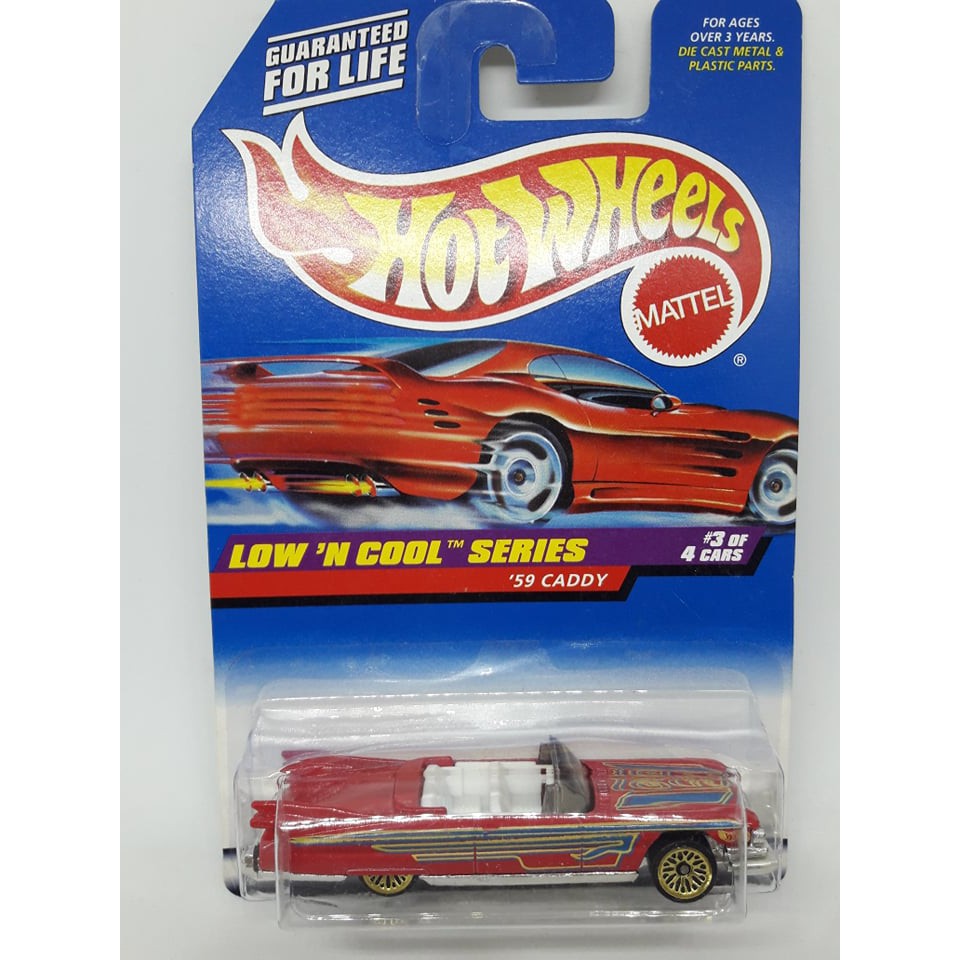 GUARANTEED
FOR LIFE
FOR AGES
OVER 3 YEARS.
DIE CAST METAL &
PLASTIC PARTS.
HOT WHEELS
MATTEL
®
LOW 'N COOL™ SERIES
#3 OF
4 CARS
'59 CADDY